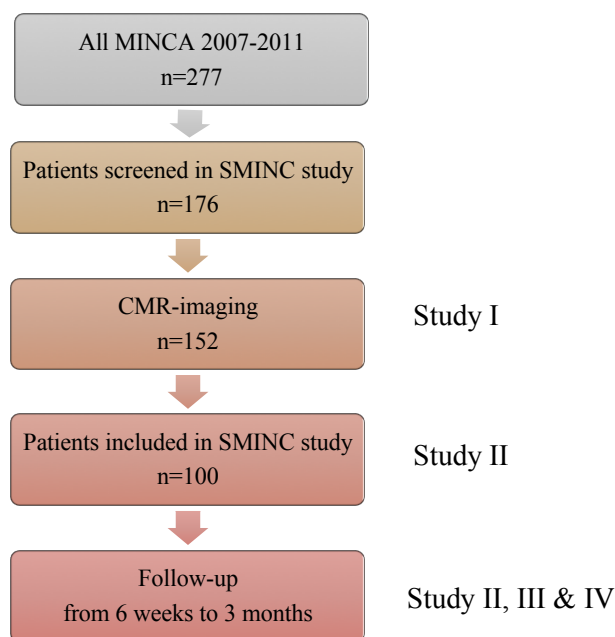 All MINCA 2007-2011
n=277
Patients screened in SMINC study
n=176
CMR-imaging
n=152
Study I
Patients included in SMINC study
n=100
Study II
Follow-up
from 6 weeks to 3 months
Study II, III & IV